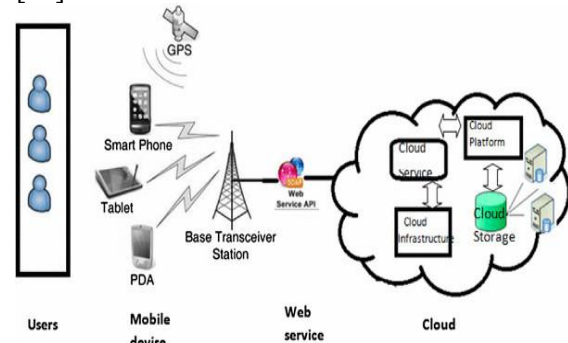 GPS
Smart Phone
Tablet
PDA
Base Transceiver
Station
SOAP
Web
Service API
Cloud
Service
Cloud
Platform
Cloud
Infrastructure
Cloud
Storage
Users
Mobile
Web
service
Cloud